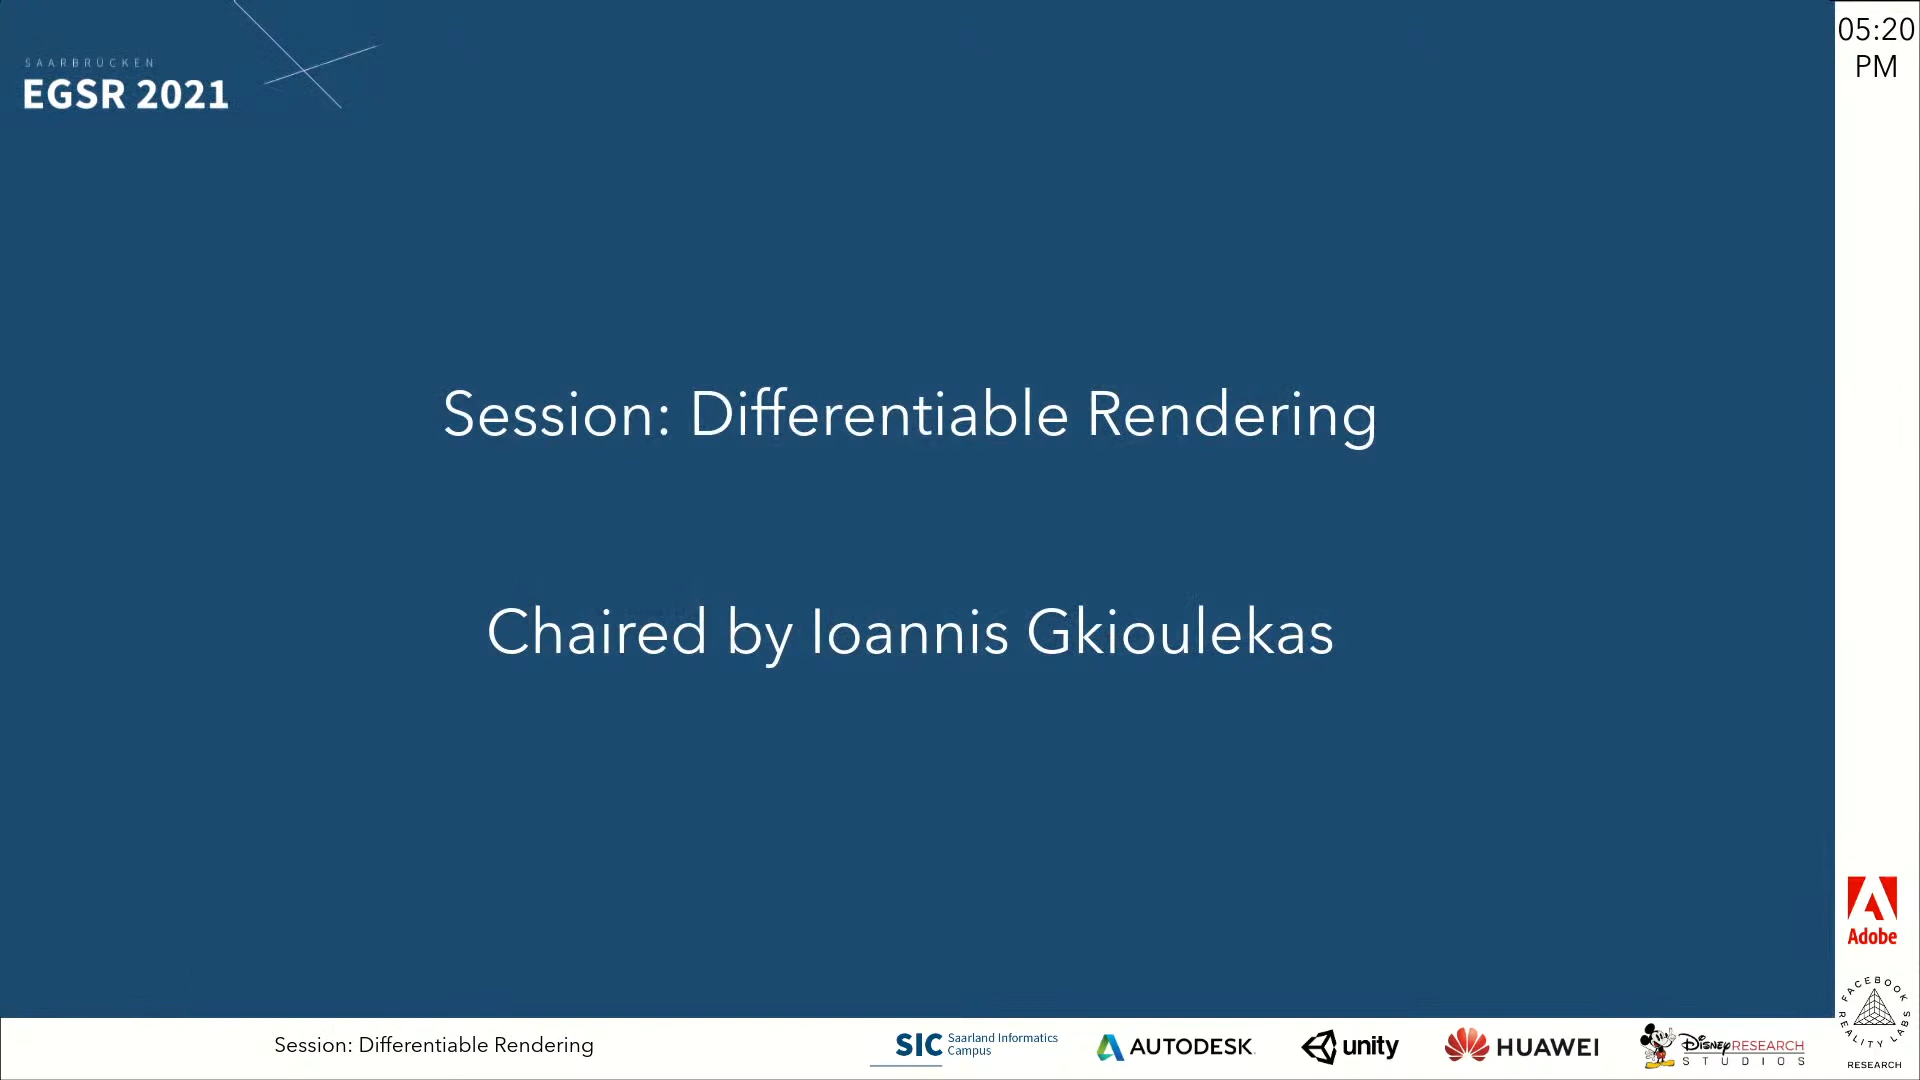 SAARBRÜCKEN
EGSR 2021
05:20
PM
Session: Differentiable Rendering
Chaired by Ioannis Gkioulekas
Adobe
FACEBOOK
REALITY LABS
RESEARCH
Session: Differentiable Rendering
SIC Saarland Informatics
Campus
AUTODESK
unity
HUAWEI
DISNEY RESEARCH
STUDIOS